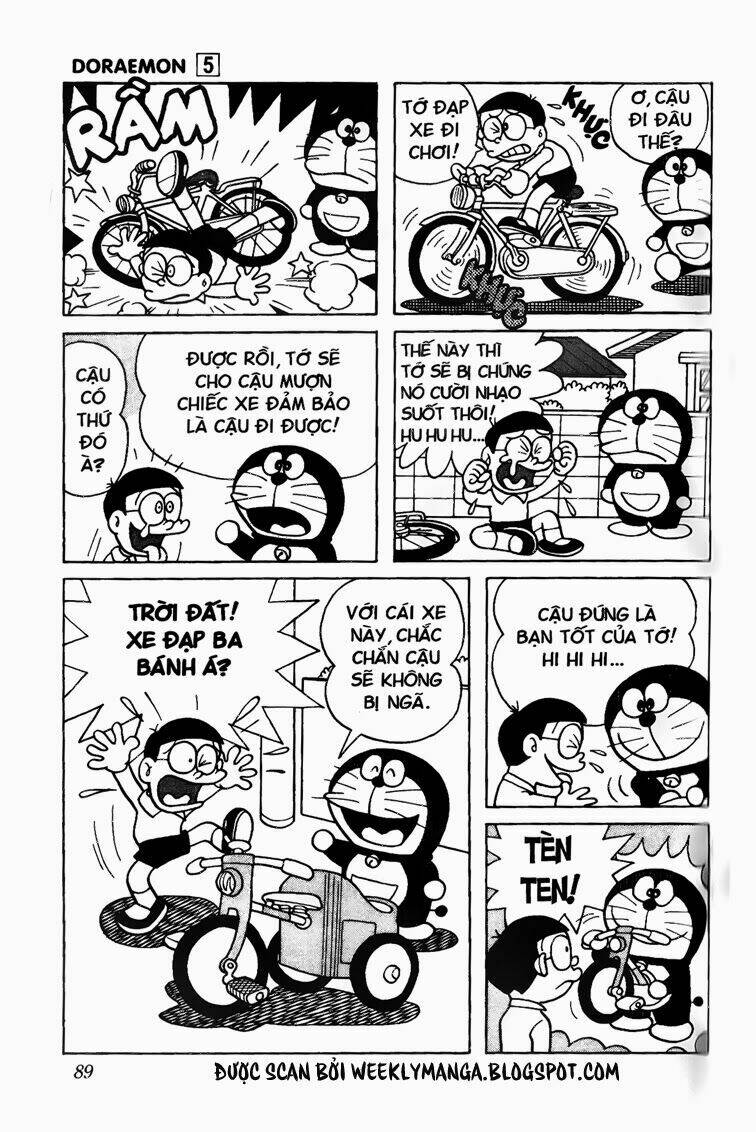 DORAEMON 5
Ơ, CẬU
ĐI ĐÂU
THẾ?
TỚ ĐẠP
XE ĐI
CHƠI!
KHỰC
KHỰC
RẦM
THẾ NÀY THÌ
TỚ SẼ BỊ CHÚNG
NÓ CƯỜI NHẠO
SUỐT THÔI!
HU HU HU...
ĐƯỢC RỒI, TỚ SẼ
CHO CẬU MƯỢN
CHIẾC XE ĐẢM BẢO
LÀ CẬU ĐI ĐƯỢC!
CẬU
CÓ
THỨ
ĐÓ
À?
CẬU ĐÚNG LÀ
BẠN TỐT CỦA TỚ!
HI HI HI...
TÈN
TEN!
VỚI CÁI XE
NÀY, CHẮC
CHẮN CẬU
SẼ KHÔNG
BỊ NGÃ.
TRỜI ĐẤT!
XE ĐẠP BA
BÁNH Á?
89
ĐƯỢC SCAN BỞI WEEKLYMANGA.BLOGSPOT.COM